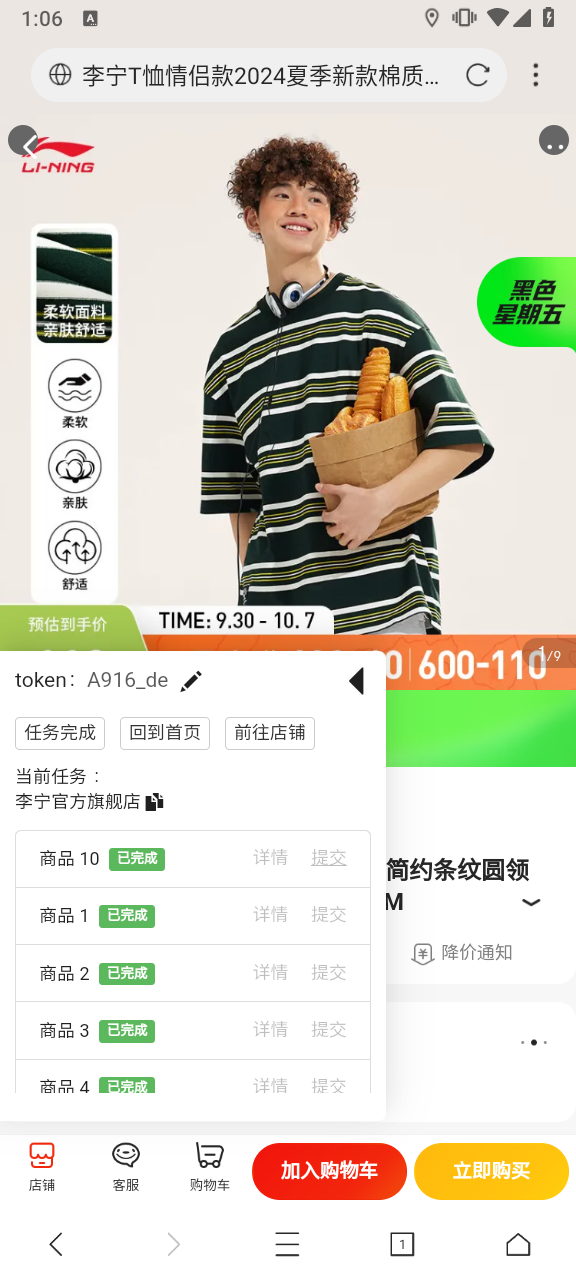 1:06
A
李宁T恤情侣款2024夏季新款棉质...
LI-NING
柔软面料
亲肤舒适
柔软
亲肤
舒适
黑色
星期五
预估到手价
TIME: 9.30 - 10. 7
600-110
1/9
token： A916_de
任务完成
回到首页
前往店铺
当前任务：
李宁官方旗舰店
商品 10 已完成 详情 提交
商品 1 已完成 详情 提交
商品 2 已完成 详情 提交
商品 3 已完成 详情 提交
商品 4 已完成 详情 提交
简约条纹圆领
M
降价通知
店铺
客服
购物车
加入购物车
立即购买
1